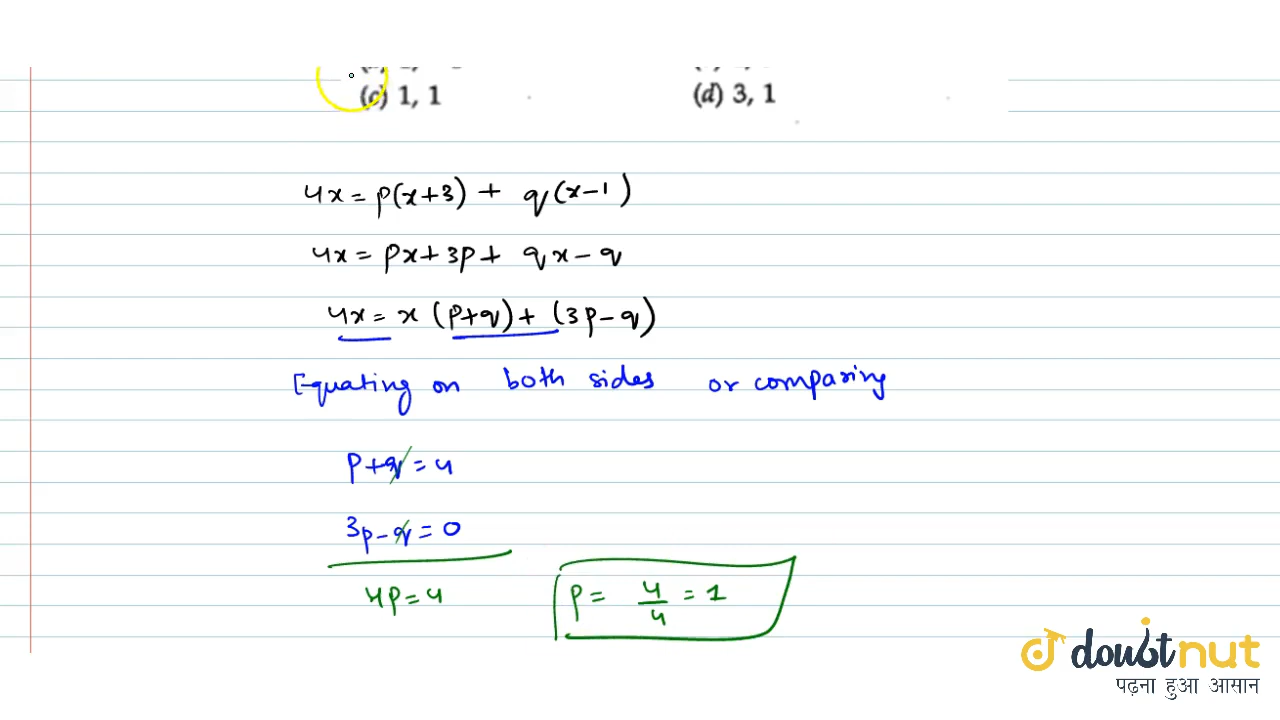 (c) 1, 1 (d) 3, 1
4x = p(x+3) + q(x-1)
4x = px + 3p + qx - q
4x = x (p+q) + (3p - q)
Equating on both sides or comparing
p+q = 4
3p - q = 0
4p = 4 p = 4/4 = 1
doubtnut
पढ़ना हुआ आसान